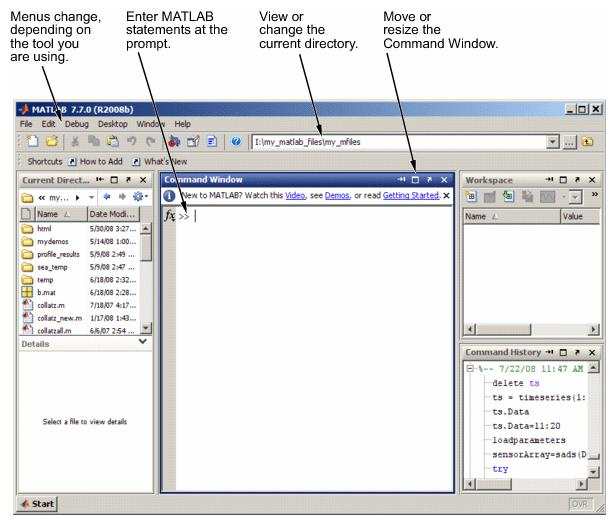 Menus change,
depending on
the tool you
are using.
Enter MATLAB
statements at the
prompt.
View or
change the
current directory.
Move or
resize the
Command Window.
MATLAB 7.7.0 (R2008b)
File Edit Debug Desktop Window Help
I:\my_matlab_files\my_mfiles
Shortcuts How to Add What's New
Current Direct...
« my...
Name Date Modi...
html 5/30/08 3:27...
mydemos 5/14/08 1:00...
profile_results 5/9/08 2:49 ...
sea_temp 5/9/08 2:47 ...
temp 6/18/08 2:32...
b.mat 6/18/08 2:28...
collatz.m 7/18/07 4:17...
collatz_new.m 1/17/08 1:43...
collatzall.m 6/6/07 2:54 ...
Details
Select a file to view details
Command Window
New to MATLAB? Watch this Video, see Demos, or read Getting Started.
fx >>
Workspace
Name Value
Command History
%-- 7/22/08 11:47 AM
delete ts
ts = timeseries(1:
ts.Data
ts.Data=11:20
loadparameters
sensorArray=sads(D
try
Start
OVR